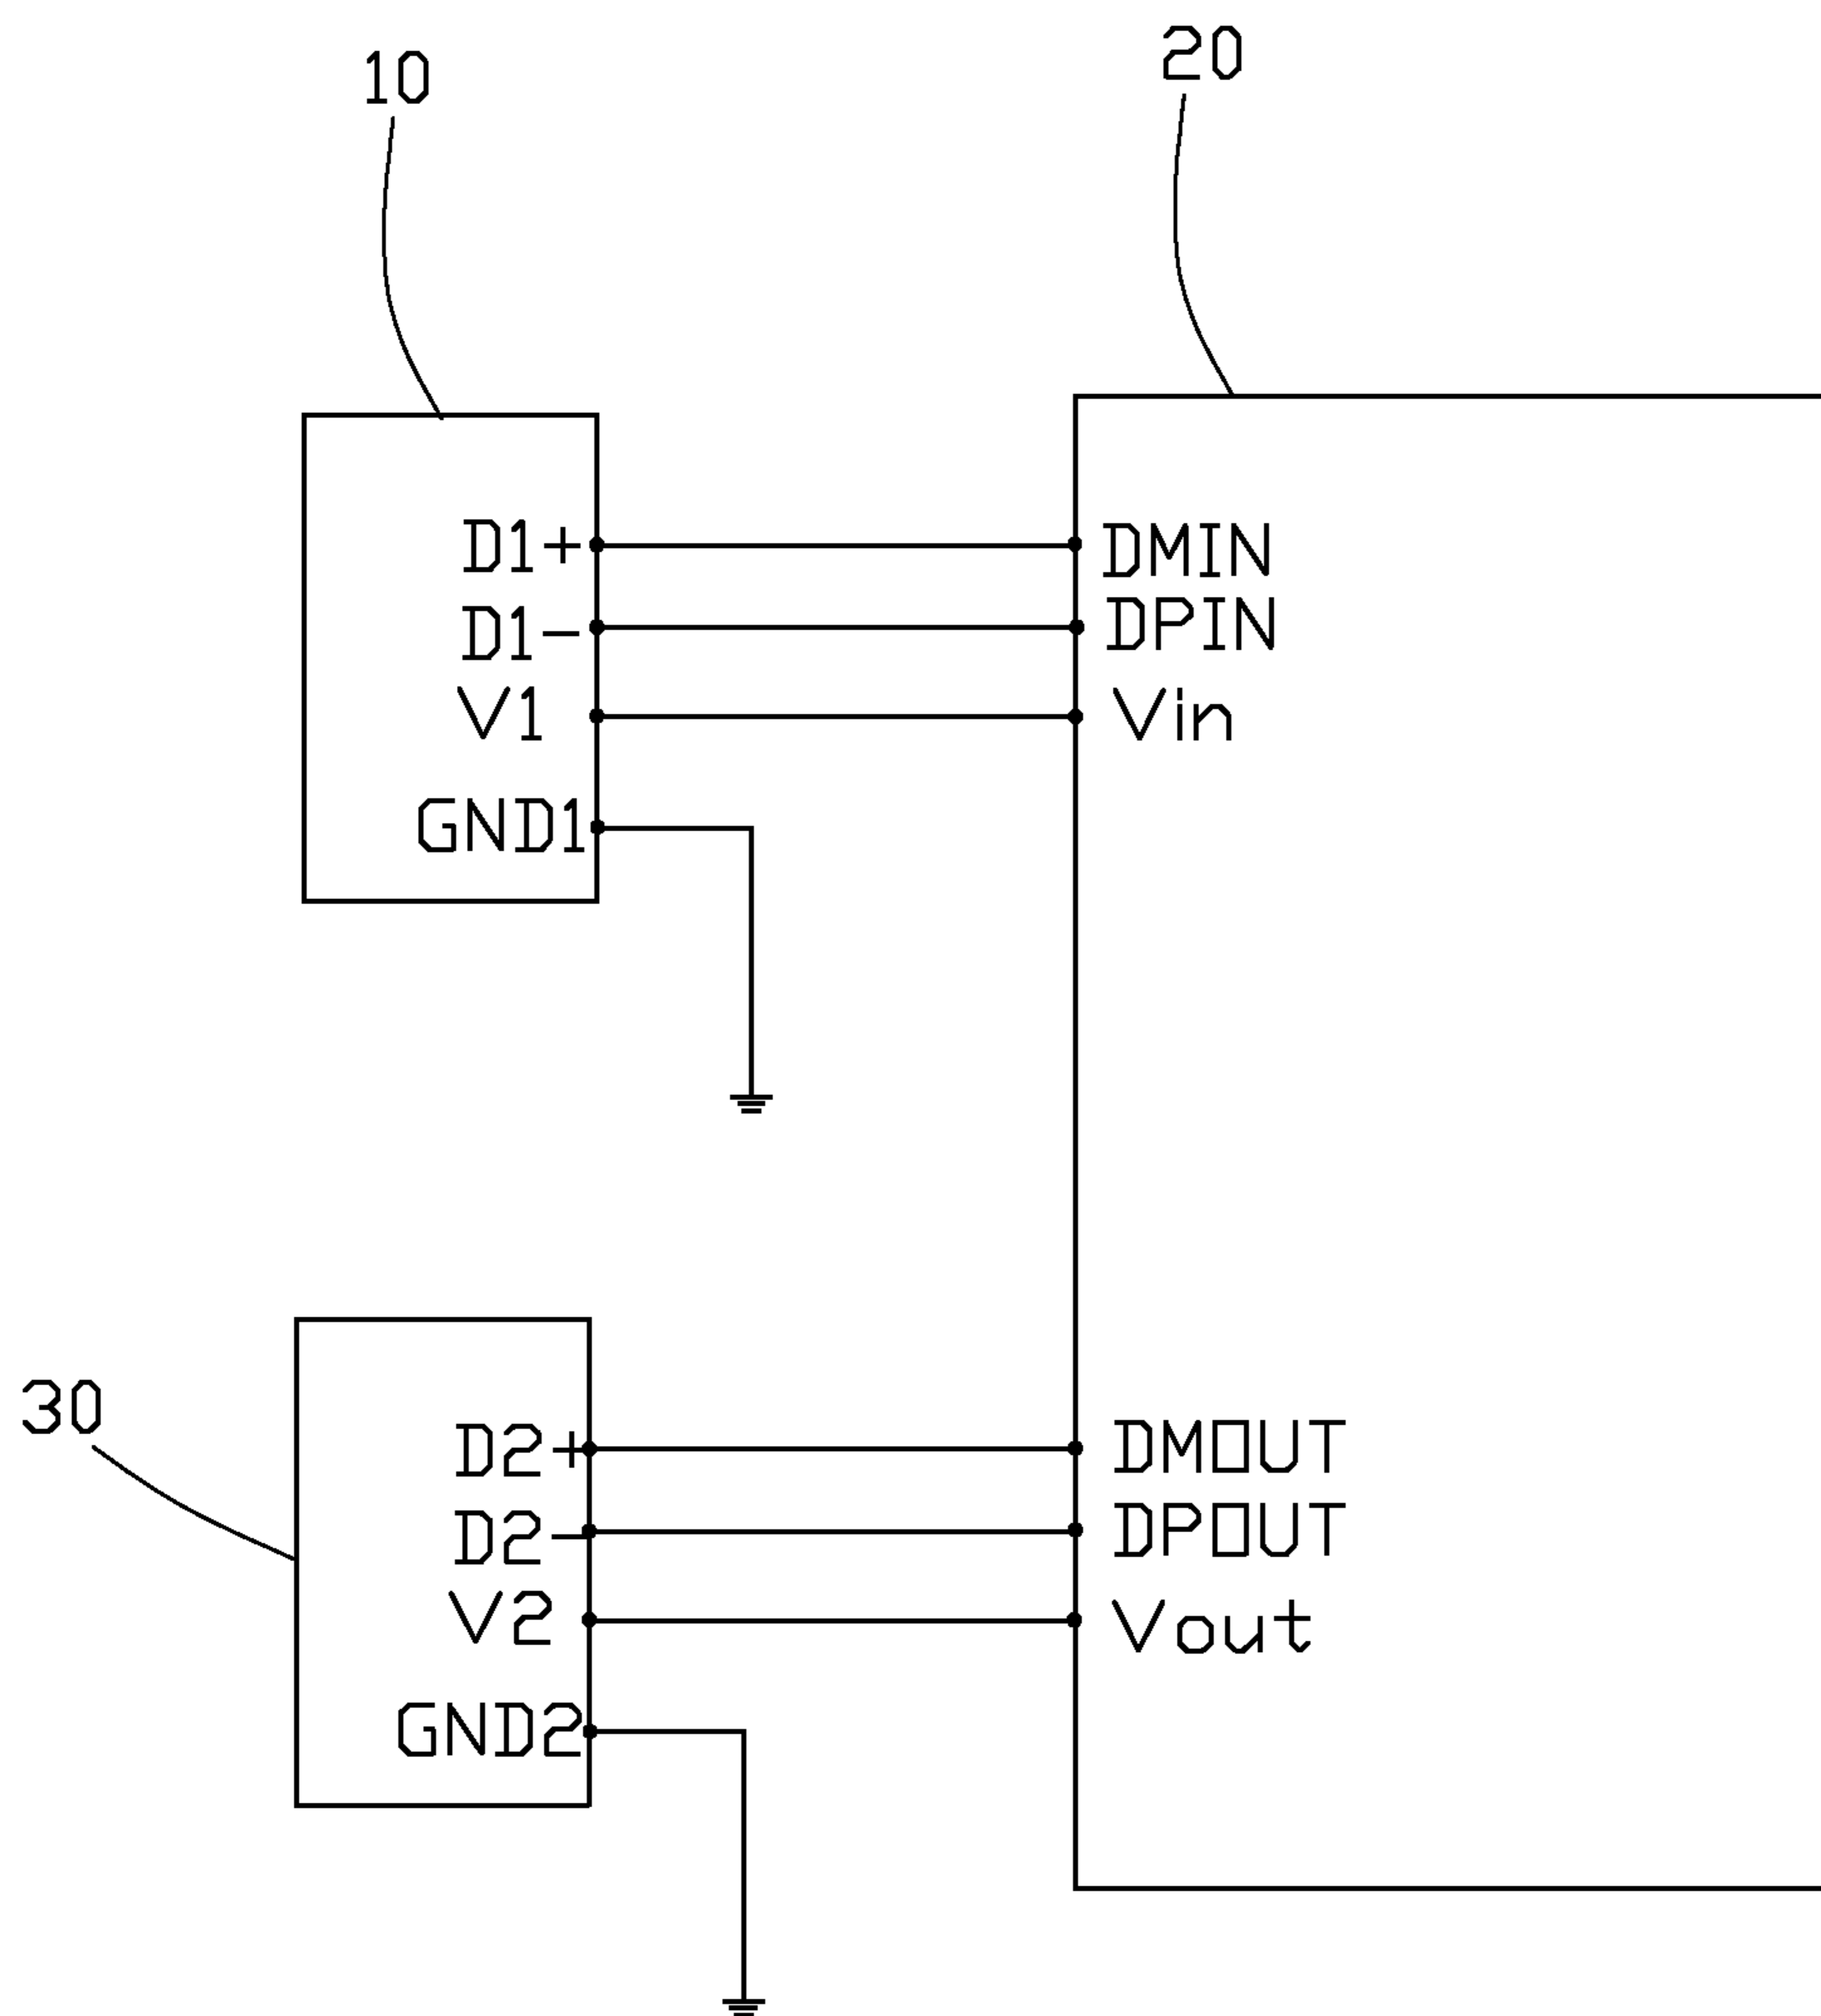 10
20
D1+
DMIN
D1-
DPIN
V1
Vin
GND1
30
D2+
DMOUT
D2-
DPOUT
V2
Vout
GND2